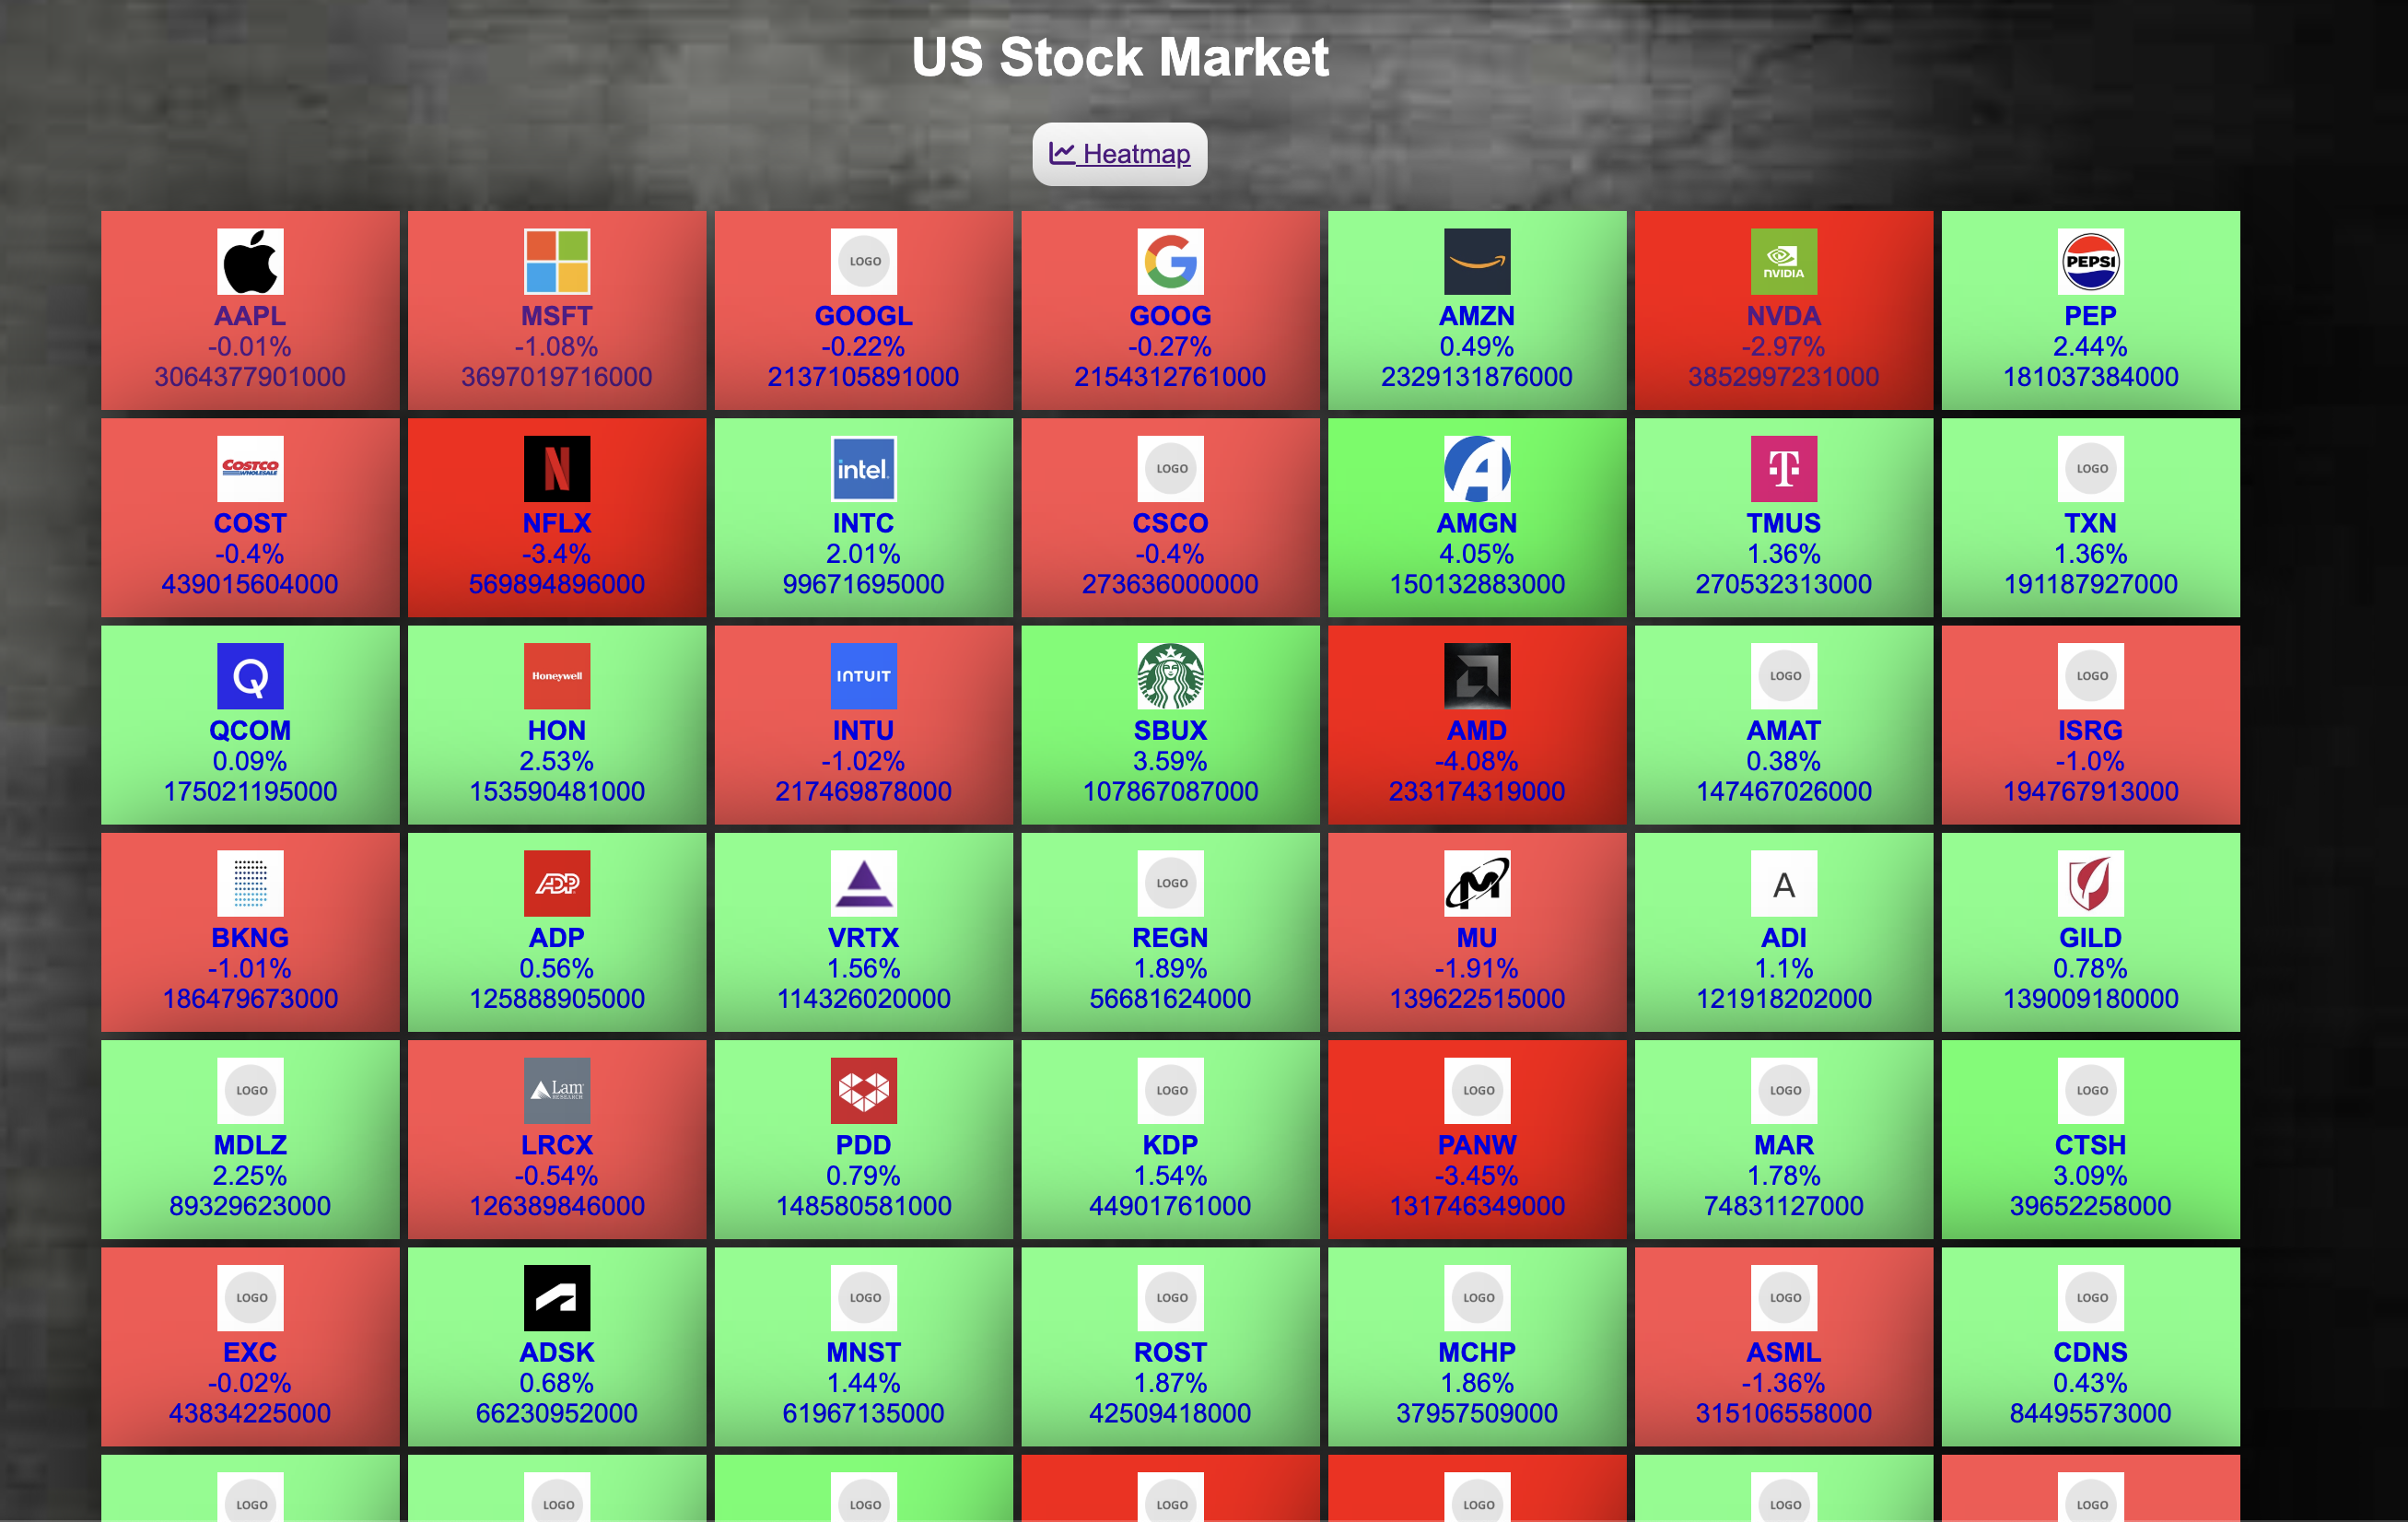 US Stock Market
Heatmap
AAPL
-0.01%
3064377901000
MSFT
-1.08%
3697019716000
LOGO
GOOGL
-0.22%
2137105891000
GOOG
-0.27%
2154312761000
AMZN
0.49%
2329131876000
NVIDIA
NVDA
-2.97%
3852997231000
PEPSI
PEP
2.44%
181037384000
COSTCO
WHOLESALE
COST
-0.4%
439015604000
N
NFLX
-3.4%
569894896000
intel
INTC
2.01%
99671695000
LOGO
CSCO
-0.4%
273636000000
AMGN
4.05%
150132883000
T
TMUS
1.36%
270532313000
LOGO
TXN
1.36%
191187927000
QCOM
0.09%
175021195000
Honeywell
HON
2.53%
153590481000
INTUIT
INTU
-1.02%
217469878000
SBUX
3.59%
107867087000
AMD
-4.08%
233174319000
LOGO
AMAT
0.38%
147467026000
LOGO
ISRG
-1.0%
194767913000
BKNG
-1.01%
186479673000
ADP
ADP
0.56%
125888905000
VRTX
1.56%
114326020000
LOGO
REGN
1.89%
56681624000
MU
-1.91%
139622515000
A
ADI
1.1%
121918202000
GILD
0.78%
139009180000
LOGO
MDLZ
2.25%
89329623000
Lam
RESEARCH
LRCX
-0.54%
126389846000
PDD
0.79%
148580581000
LOGO
KDP
1.54%
44901761000
LOGO
PANW
-3.45%
131746349000
LOGO
MAR
1.78%
74831127000
LOGO
CTSH
3.09%
39652258000
LOGO
EXC
-0.02%
43834225000
ADSK
0.68%
66230952000
LOGO
MNST
1.44%
61967135000
LOGO
ROST
1.87%
42509418000
LOGO
MCHP
1.86%
37957509000
LOGO
ASML
-1.36%
315106558000
LOGO
CDNS
0.43%
84495573000
LOGO
LOGO
LOGO
LOGO
LOGO
LOGO
LOGO